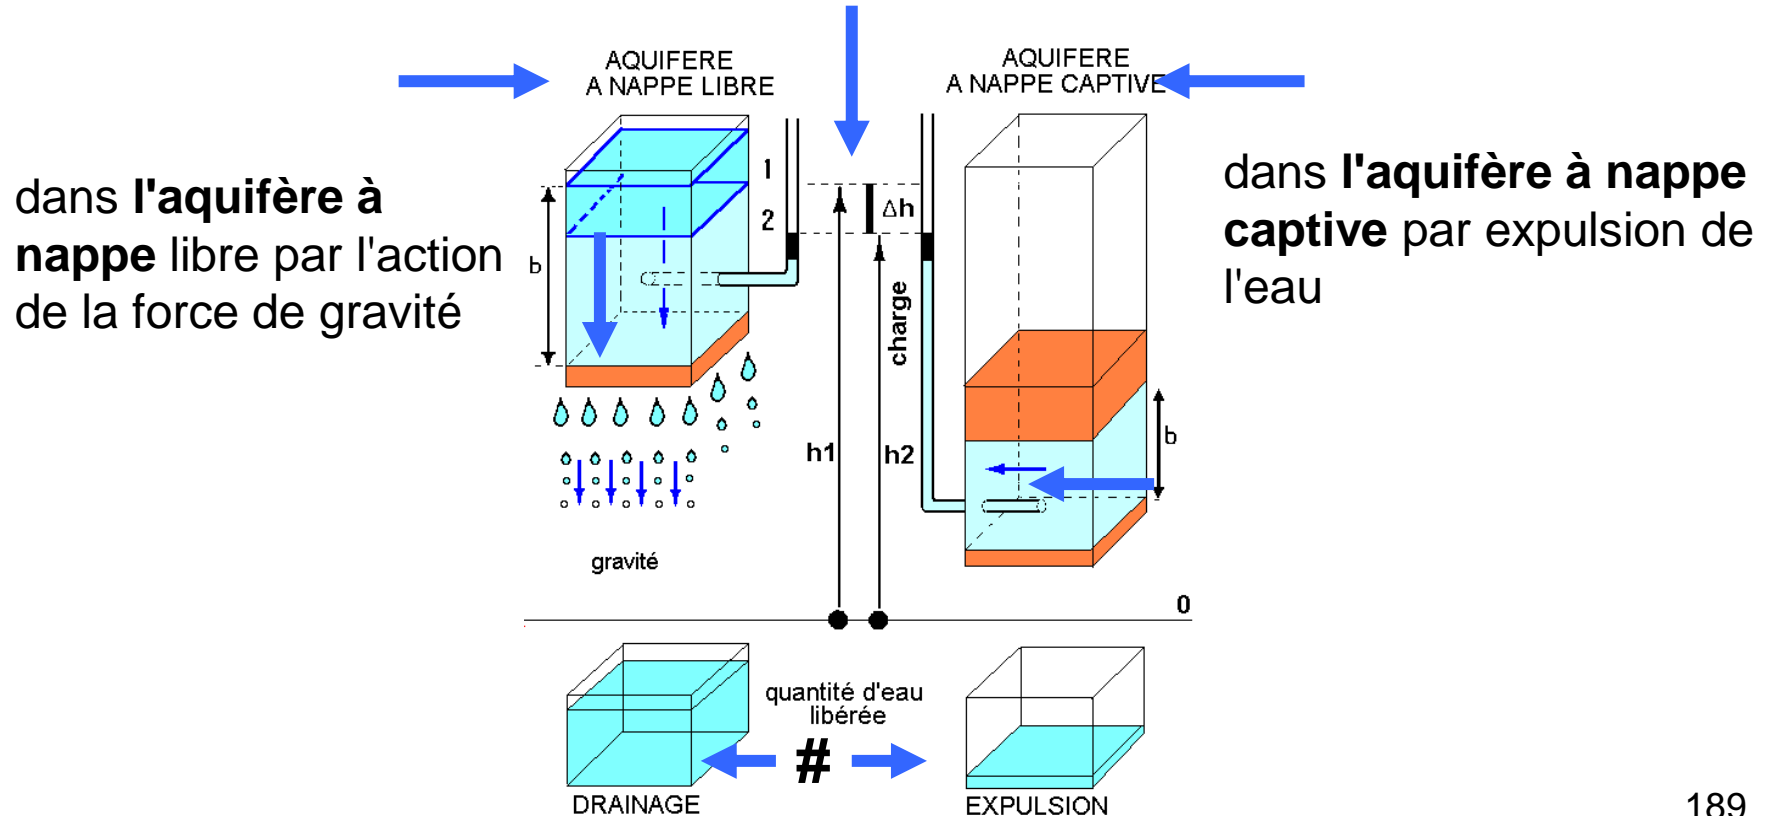 AQUIFERE
A NAPPE LIBRE
AQUIFERE
A NAPPE CAPTIVE
dans l'aquifère à
nappe libre par l'action
de la force de gravité
dans l'aquifère à nappe
captive par expulsion de
l'eau
1
2
b
Δh
charge
h1
h2
b
gravité
0
quantité d'eau
libérée
#
DRAINAGE
EXPULSION
189